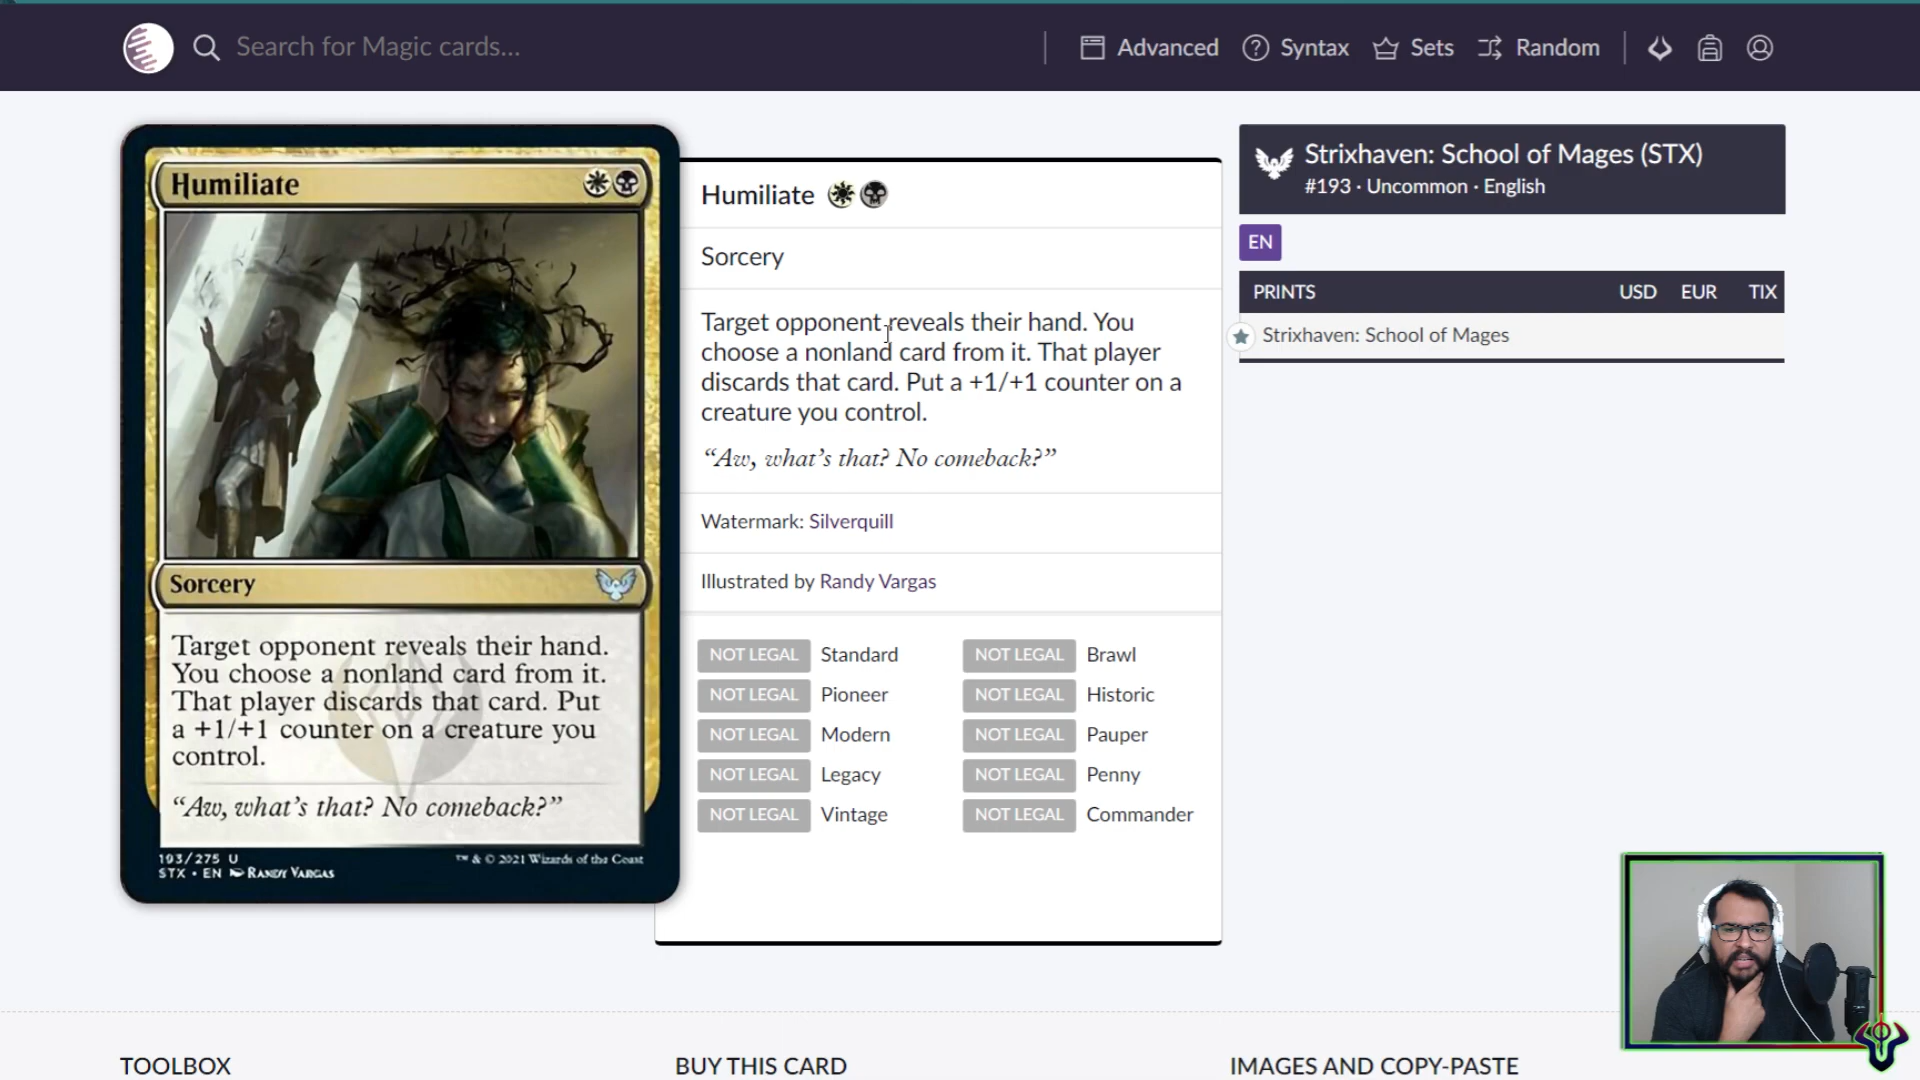 Search for Magic cards...
Advanced
Syntax
Sets
Random
Humiliate
Sorcery
Target opponent reveals their hand.
You choose a nonland card from it.
That player discards that card. Put
a +1/+1 counter on a creature you
control.
“Aw, what’s that? No comeback?”
193/275 U
STX • EN RANDY VARGAS
™ & © 2021 Wizards of the Coast
Humiliate
Sorcery
Target opponent reveals their hand. You
choose a nonland card from it. That player
discards that card. Put a +1/+1 counter on a
creature you control.
“Aw, what’s that? No comeback?”
Watermark: Silverquill
Illustrated by Randy Vargas
NOT LEGAL Standard NOT LEGAL Brawl
NOT LEGAL Pioneer NOT LEGAL Historic
NOT LEGAL Modern NOT LEGAL Pauper
NOT LEGAL Legacy NOT LEGAL Penny
NOT LEGAL Vintage NOT LEGAL Commander
Strixhaven: School of Mages (STX)
#193 · Uncommon · English
EN
PRINTS USD EUR TIX
Strixhaven: School of Mages
TOOLBOX
BUY THIS CARD
IMAGES AND COPY-PASTE